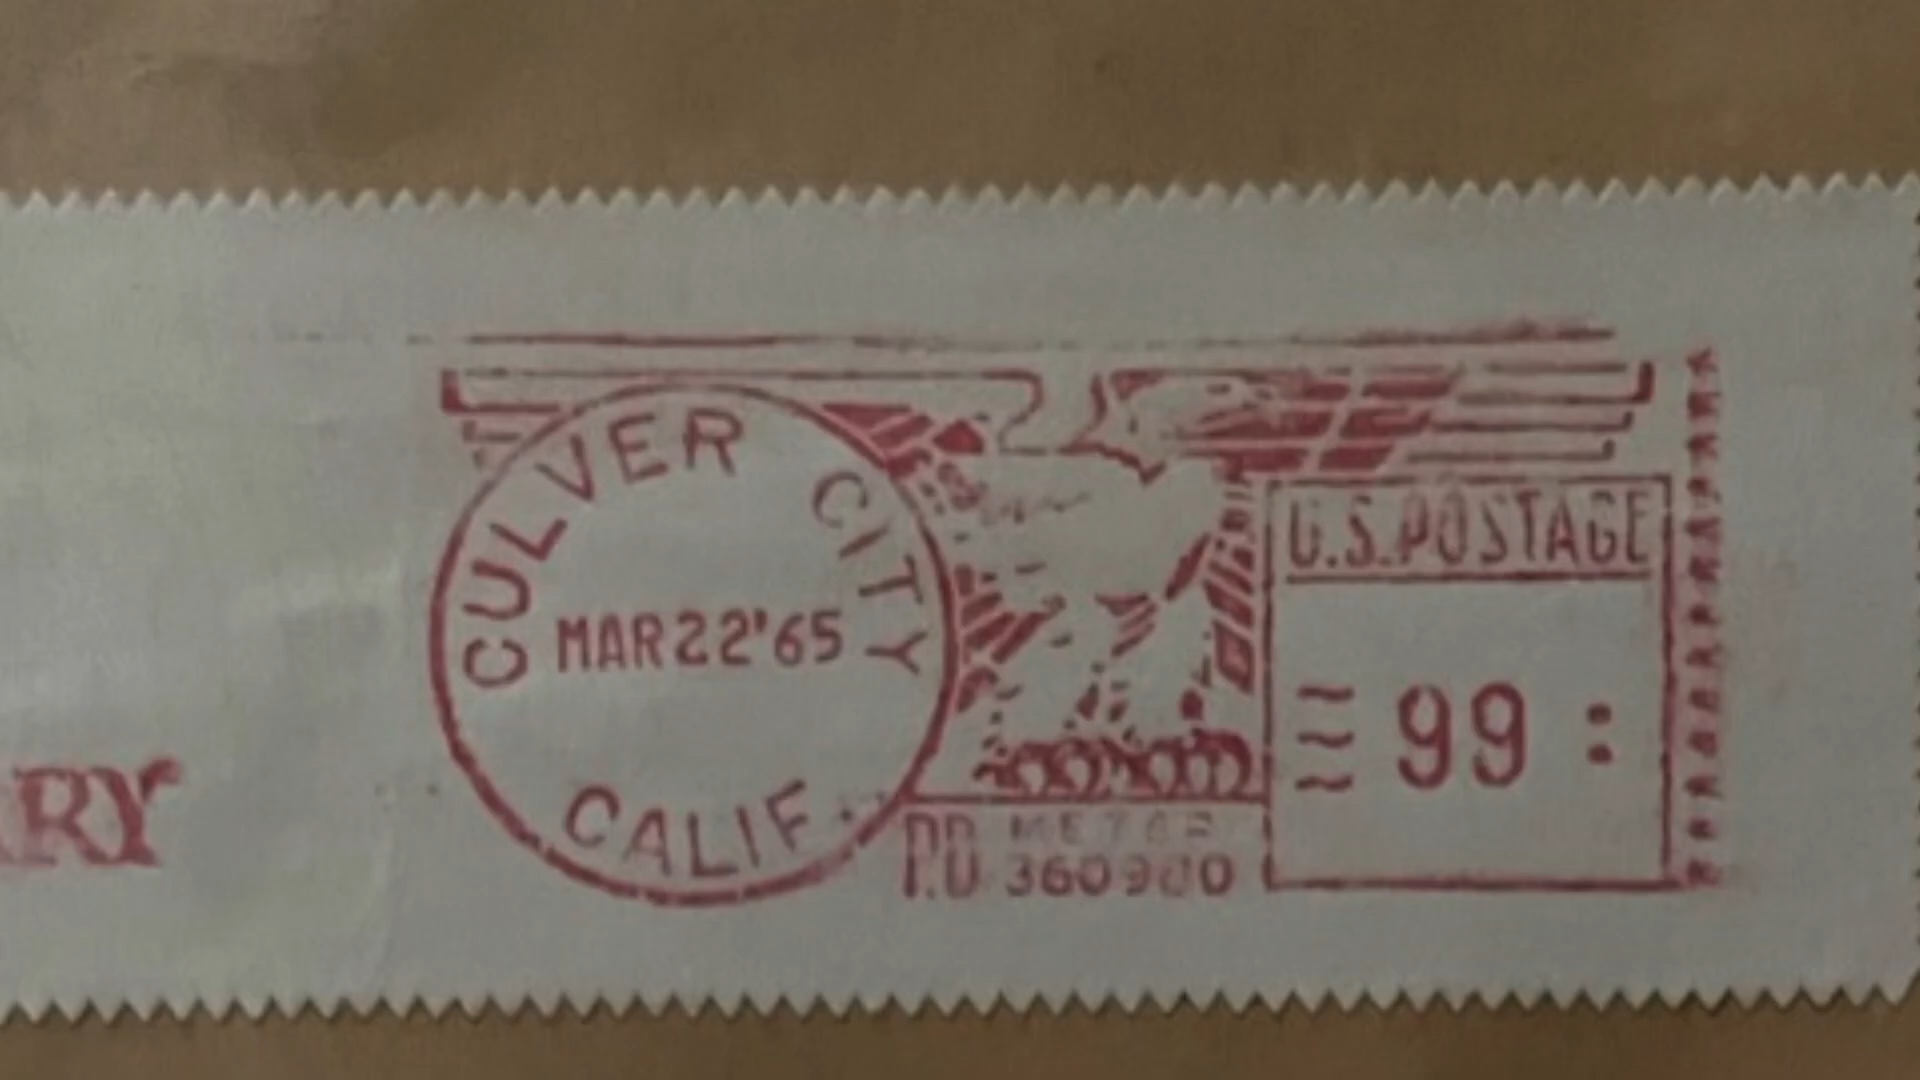 CULVER CITY
MAR 22 '65
CALIF.
U.S. POSTAGE
99
P.B. METER
RY